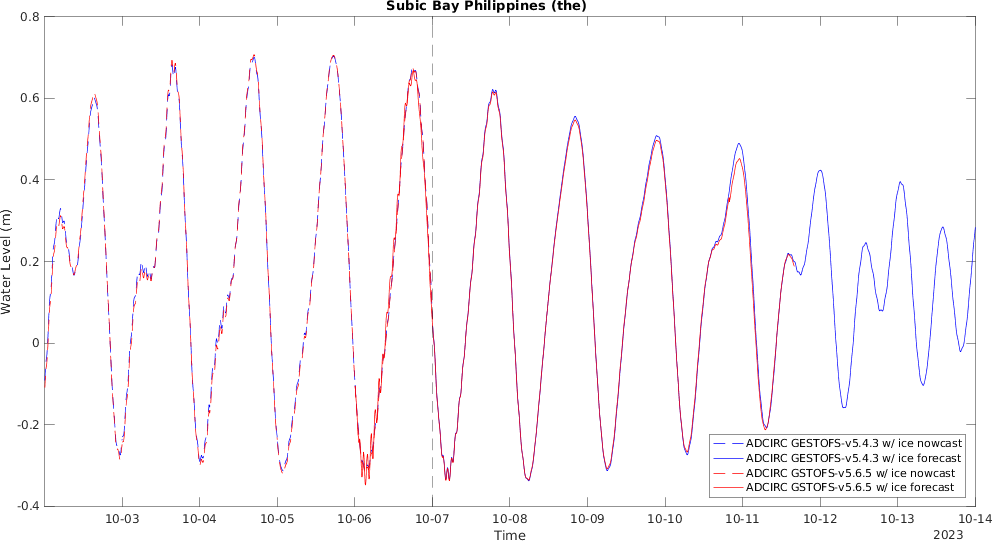 Subic Bay Philippines (the)
0.8
0.6
0.4
0.2
0
-0.2
-0.4
Water Level (m)
10-03 10-04 10-05 10-06 10-07 10-08 10-09 10-10 10-11 10-12 10-13 10-14
Time
2023
ADCIRC GESTOFS-v5.4.3 w/ ice nowcast
ADCIRC GESTOFS-v5.4.3 w/ ice forecast
ADCIRC GSTOFS-v5.6.5 w/ ice nowcast
ADCIRC GSTOFS-v5.6.5 w/ ice forecast